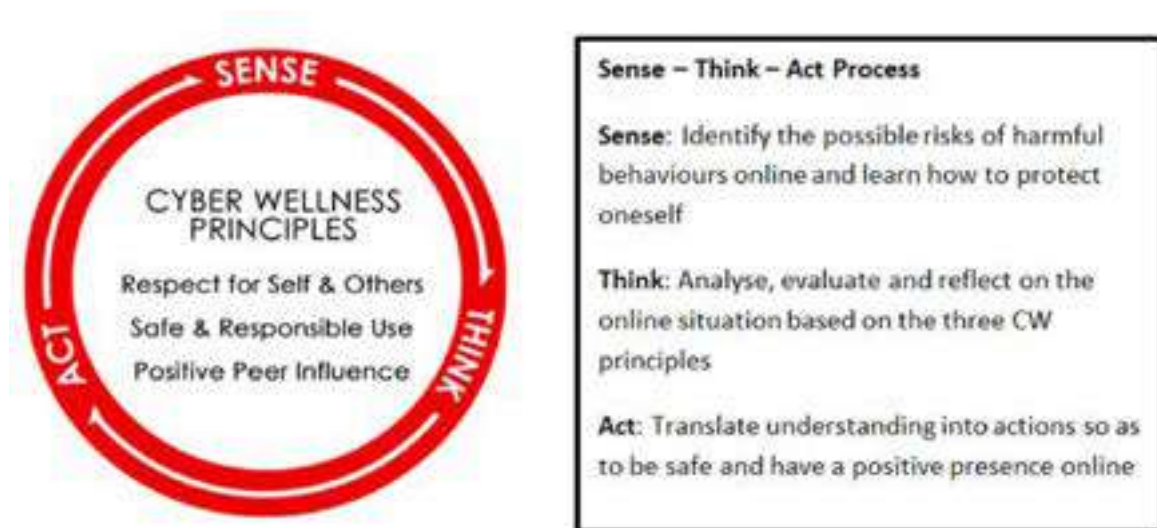 SENSE
THINK
ACT
CYBER WELLNESS
PRINCIPLES
Respect for Self & Others
Safe & Responsible Use
Positive Peer Influence
Sense – Think – Act Process
Sense: Identify the possible risks of harmful
behaviours online and learn how to protect
oneself
Think: Analyse, evaluate and reflect on the
online situation based on the three CW
principles
Act: Translate understanding into actions so as
to be safe and have a positive presence online